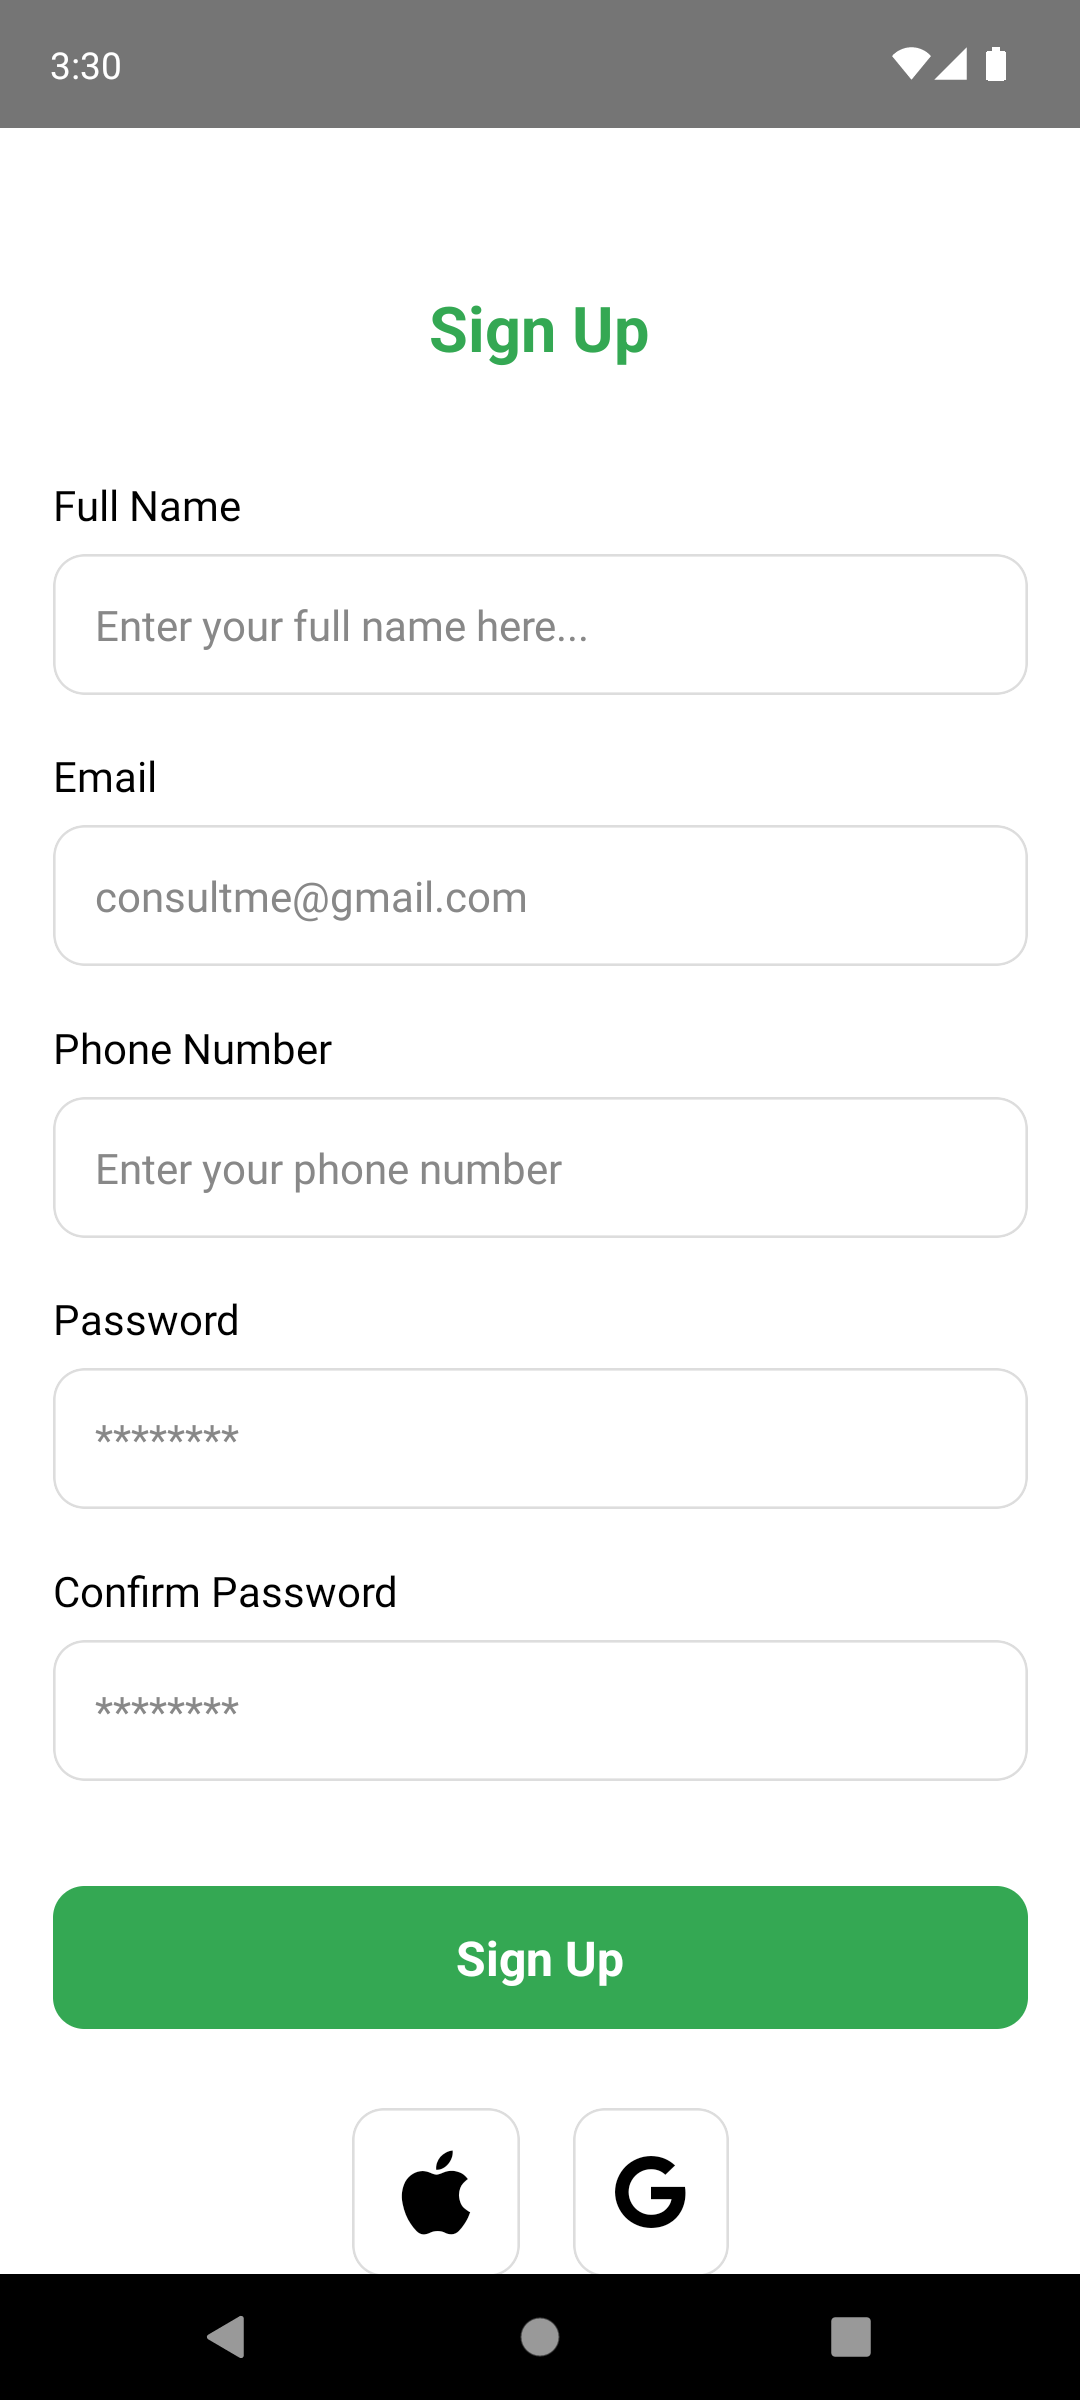 3:30
Sign Up
Full Name
Enter your full name here...
Email
consultme@gmail.com
Phone Number
Enter your phone number
Password
********
Confirm Password
********
Sign Up